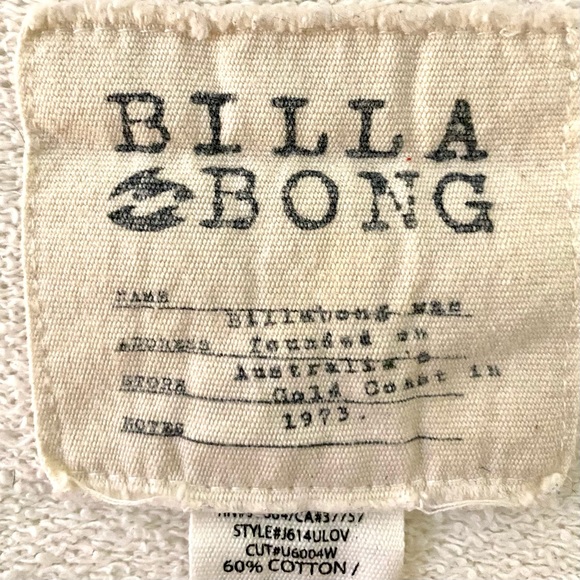 BILLA
BONG
NAME
Billabong was
ADDRESS
founded on
STORE
Australia's
Gold Coast in
NOTES
1973.
STYLE#J614ULOV
CUT#U6004W
60% COTTON /